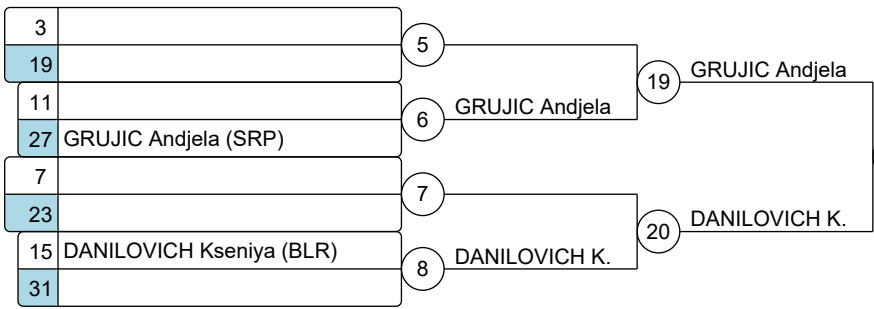 3
5
19
GRUJIC Andjela
19
11
GRUJIC Andjela
6
27 GRUJIC Andjela (SRP)
7
7
23
DANILOVICH K.
20
15 DANILOVICH Kseniya (BLR)
DANILOVICH K.
8
31